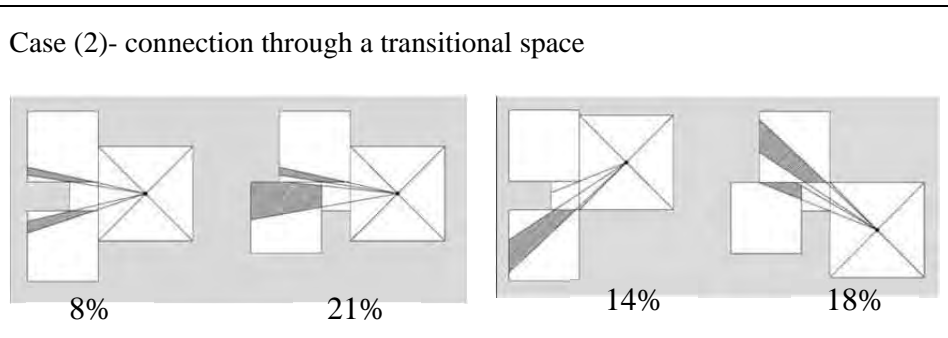 Case (2)- connection through a transitional space
8%
21%
14%
18%